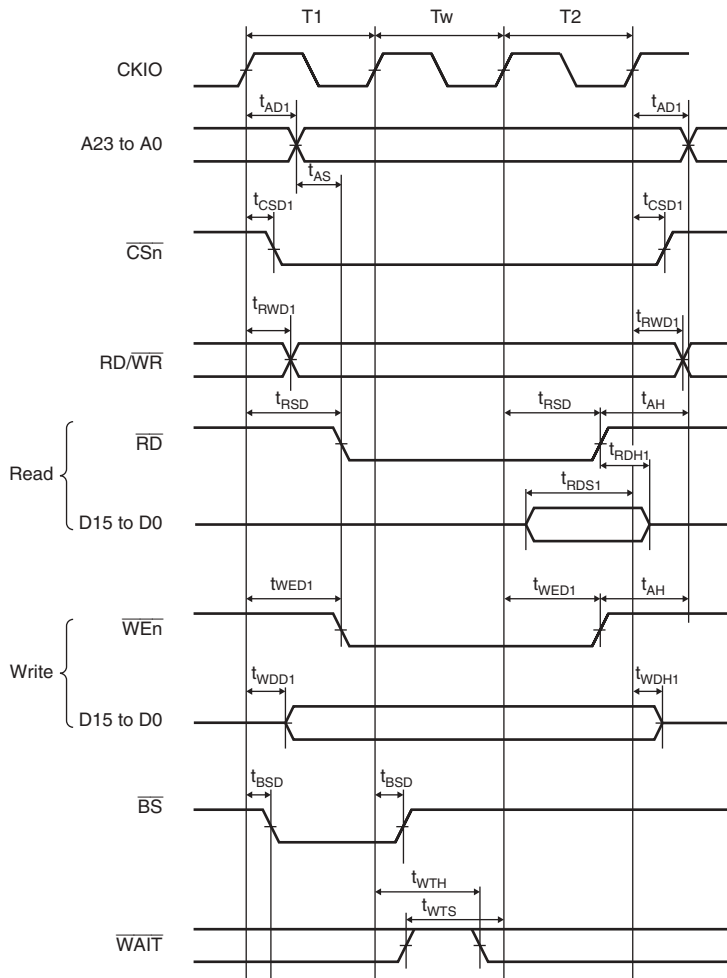 T1 Tw T2
CKIO
tAD1 tAD1
A23 to A0
tAS
tCSD1 tCSD1
CSn
tRWD1 tRWD1
RD/WR
tRSD tRSD tAH
RD
tRDH1
Read
tRDS1
D15 to D0
tWED1 tWED1 tAH
WEn
Write
tWDD1 tWDH1
D15 to D0
tBSD tBSD
BS
tWTH
tWTS
WAIT